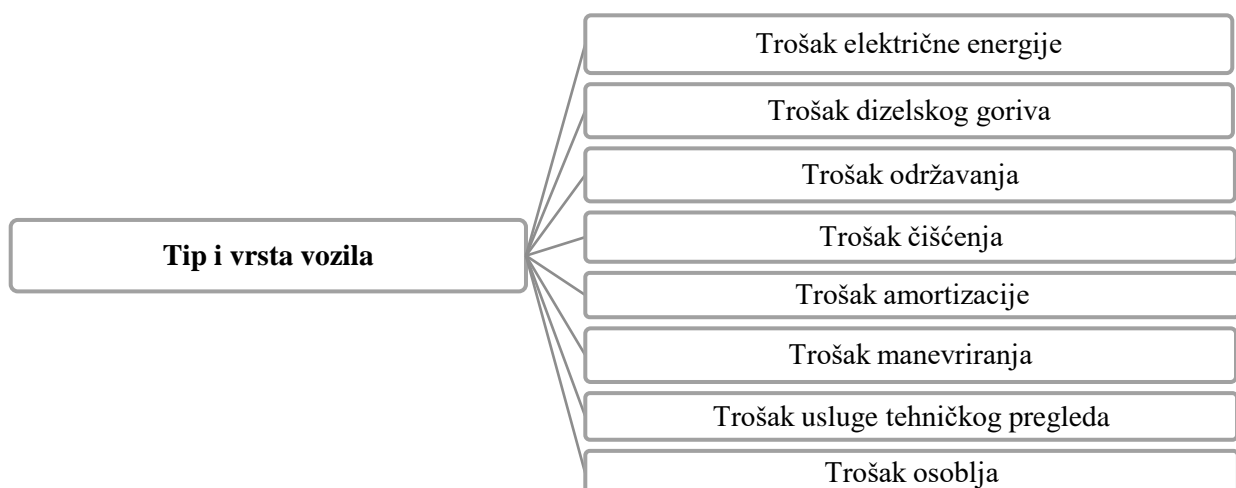 Trošak električne energije
Trošak dizelskog goriva
Trošak održavanja
Trošak čišćenja
Tip i vrsta vozila
Trošak amortizacije
Trošak manevriranja
Trošak usluge tehničkog pregleda
Trošak osoblja